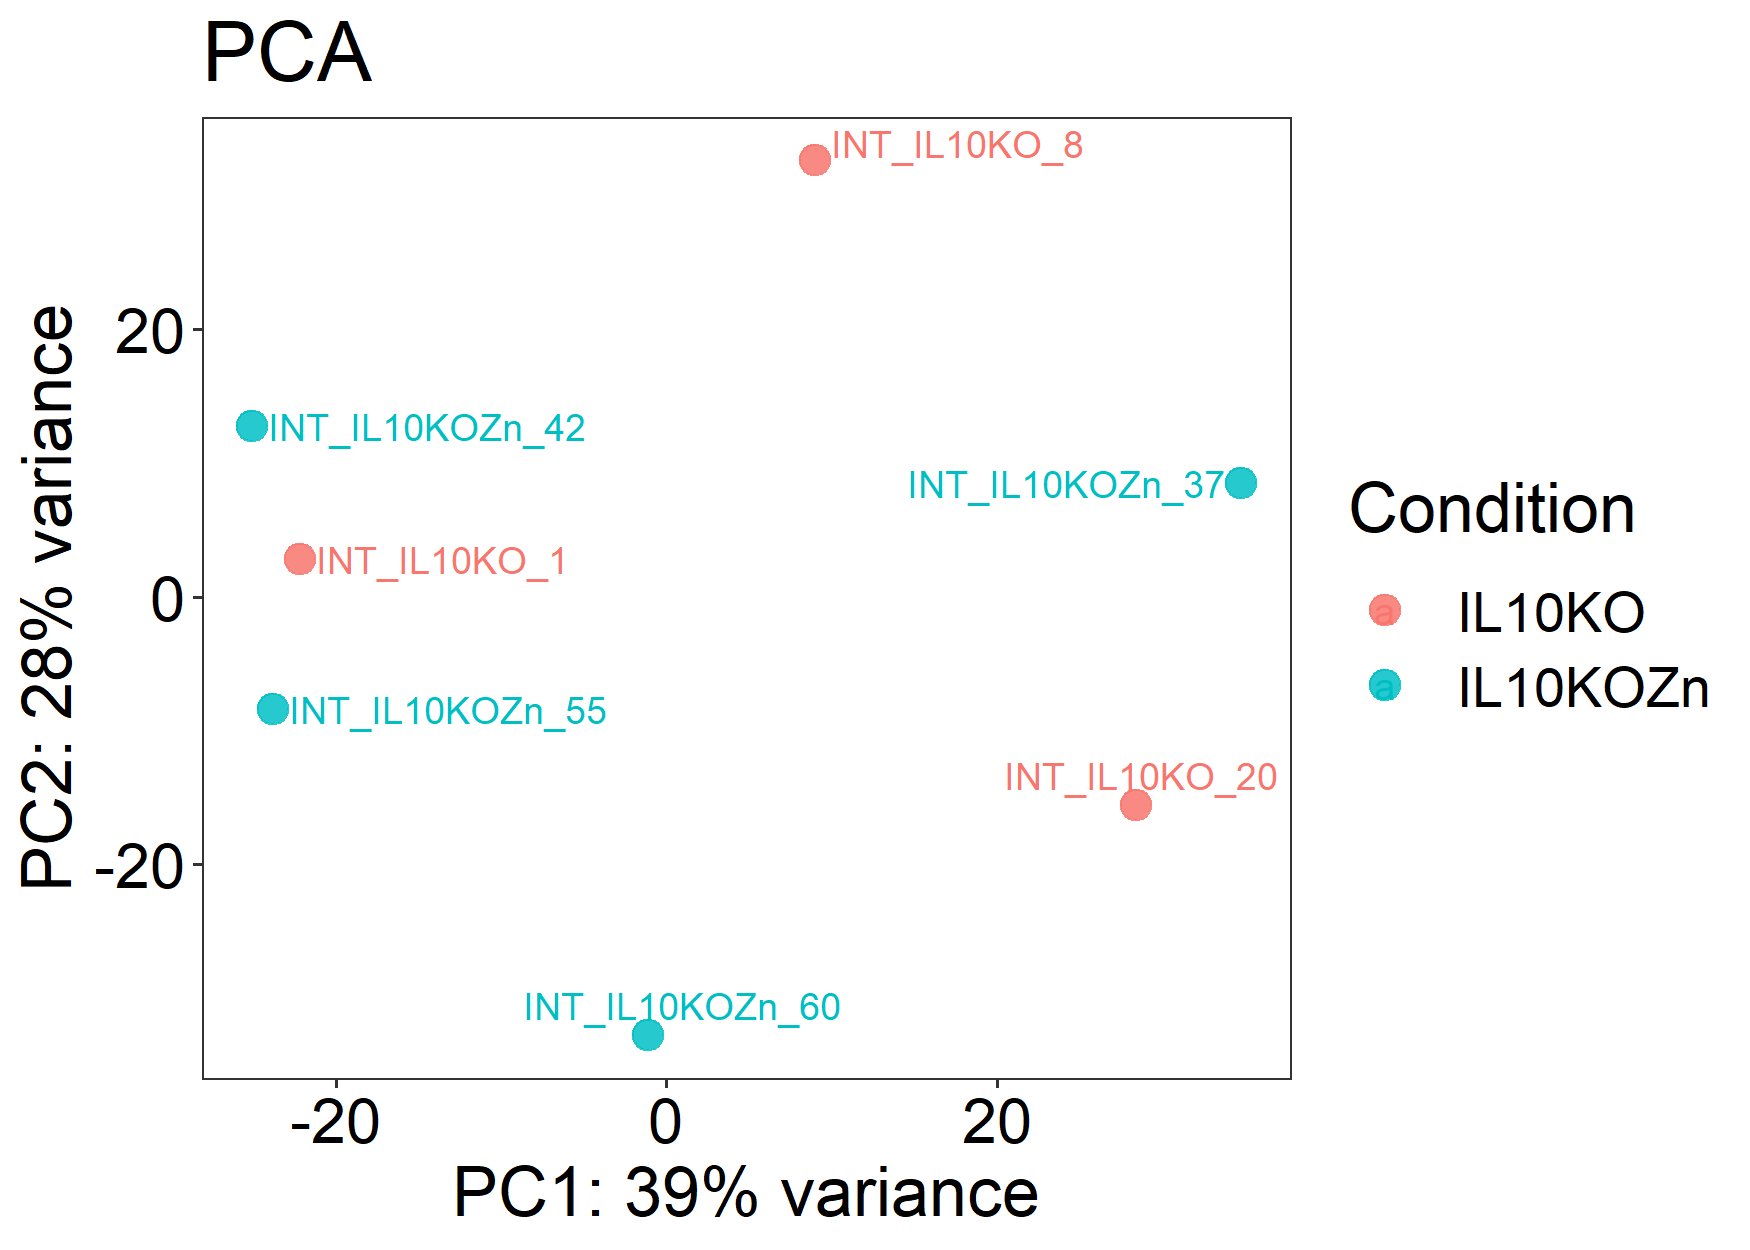 PCA
INT_IL10KO_8
INT_IL10KOZn_42
INT_IL10KOZn_37
INT_IL10KO_1
INT_IL10KOZn_55
INT_IL10KO_20
INT_IL10KOZn_60
20
0
-20
PC2: 28% variance
-20
0
20
PC1: 39% variance
Condition
a IL10KO
a IL10KOZn